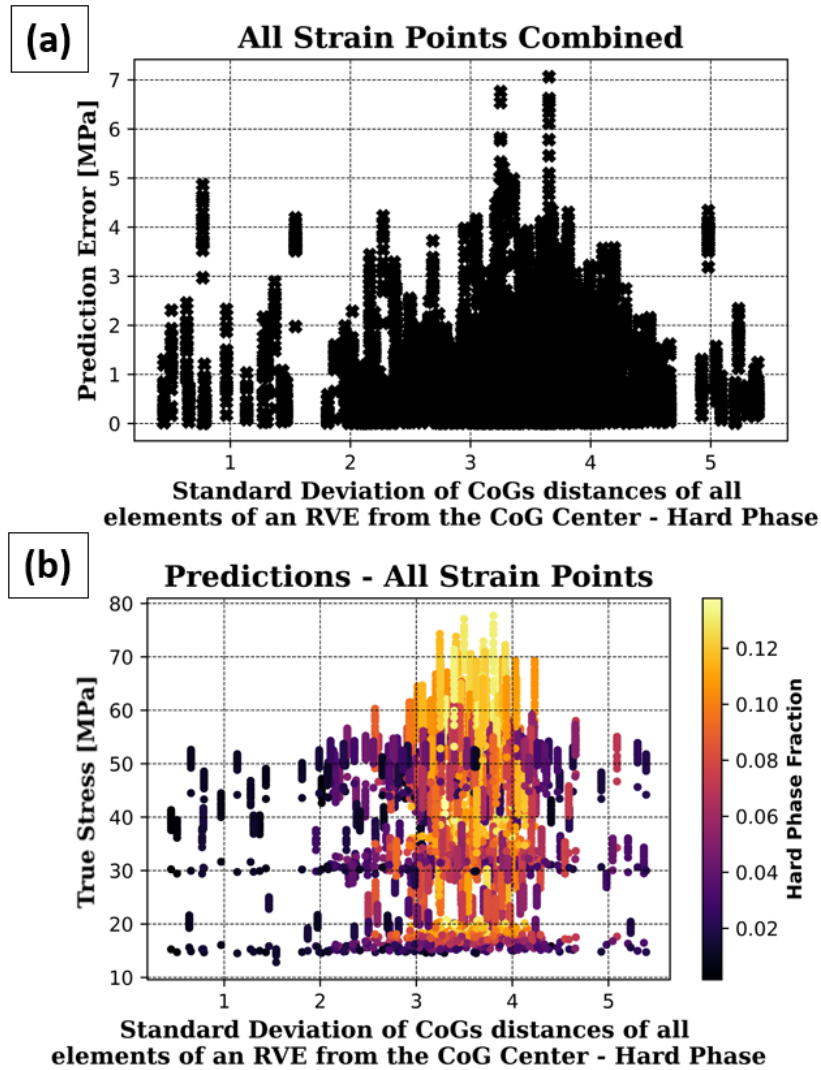 (a)
All Strain Points Combined
Prediction Error [MPa]
7
6
5
4
3
2
1
0
1 2 3 4 5
Standard Deviation of CoGs distances of all
elements of an RVE from the CoG Center - Hard Phase
(b)
Predictions - All Strain Points
True Stress [MPa]
80
70
60
50
40
30
20
10
1 2 3 4 5
Standard Deviation of CoGs distances of all
elements of an RVE from the CoG Center - Hard Phase
0.12
0.10
0.08
0.06
0.04
0.02
Hard Phase Fraction